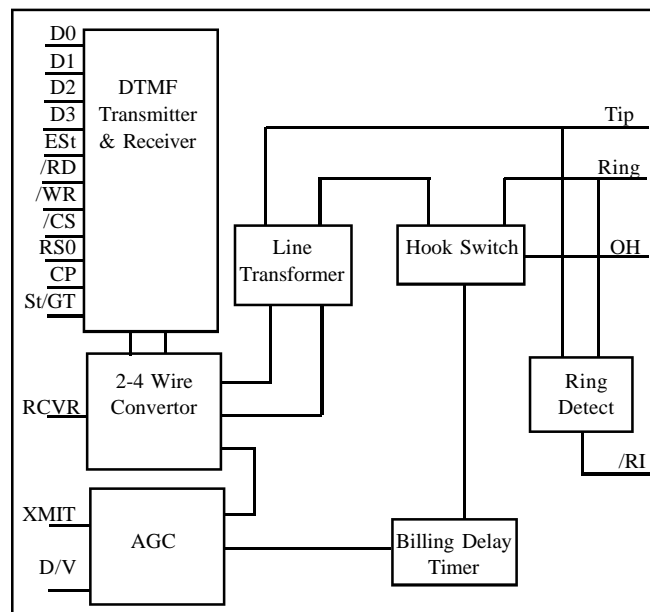 D0
D1
D2
D3
ESt
/RD
/WR
/CS
RS0
CP
St/GT
DTMF
Transmitter
& Receiver
Tip
Ring
OH
Line
Transformer
Hook Switch
RCVR
2-4 Wire
Convertor
Ring
Detect
/RI
XMIT
D/V
AGC
Billing Delay
Timer